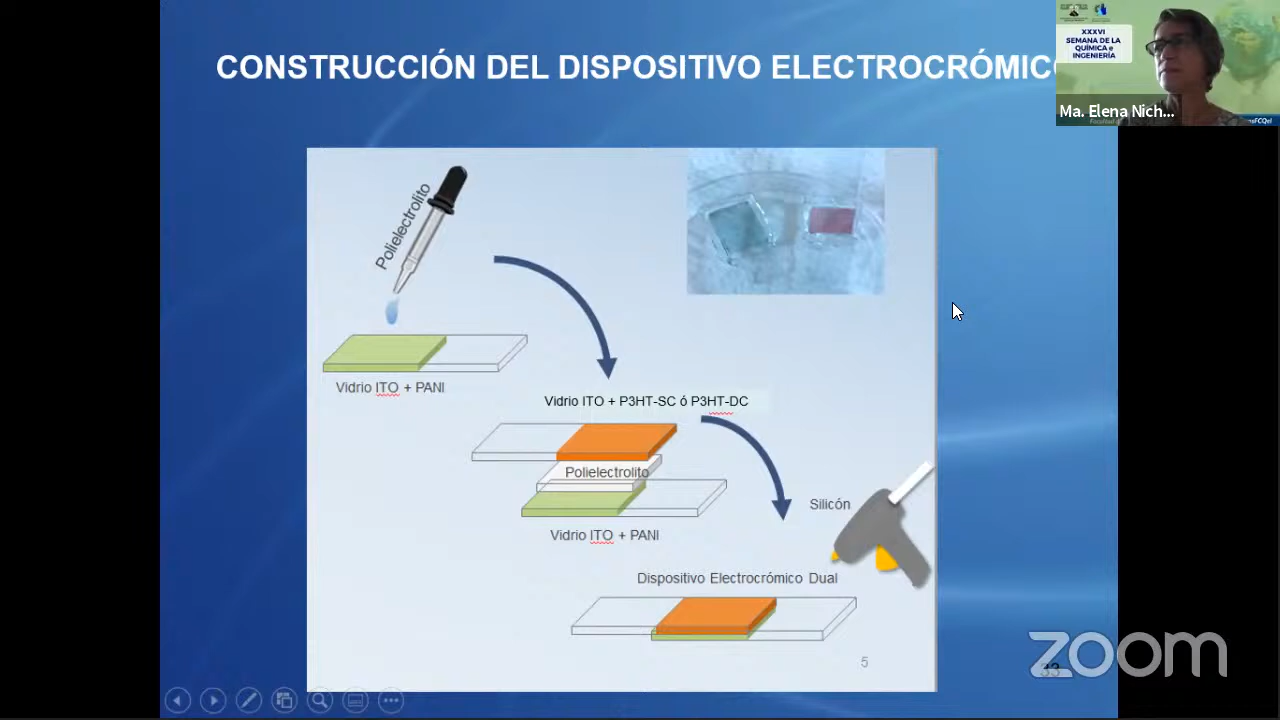 CONSTRUCCIÓN DEL DISPOSITIVO ELECTROCRÓMICO
XXXVI
SEMANA DE LA
QUÍMICA e
INGENIERÍA
Ma. Elena Nich...
Polielectrolito
Vidrio ITO + PANI
Vidrio ITO + P3HT-SC ó P3HT-DC
Polielectrolito
Vidrio ITO + PANI
Silicón
Dispositivo Electrocrómico Dual
5
33
zoom